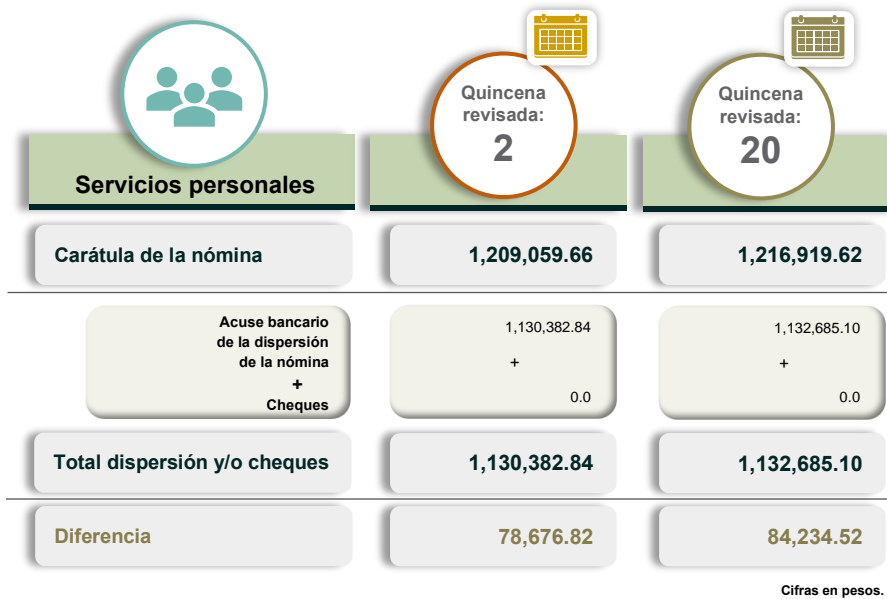 Quincena
revisada:
2
Quincena
revisada:
20
Servicios personales
Carátula de la nómina
1,209,059.66
1,216,919.62
Acuse bancario
de la dispersión
de la nómina
+
Cheques
1,130,382.84
+
0.0
1,132,685.10
+
0.0
Total dispersión y/o cheques
1,130,382.84
1,132,685.10
Diferencia
78,676.82
84,234.52
Cifras en pesos.